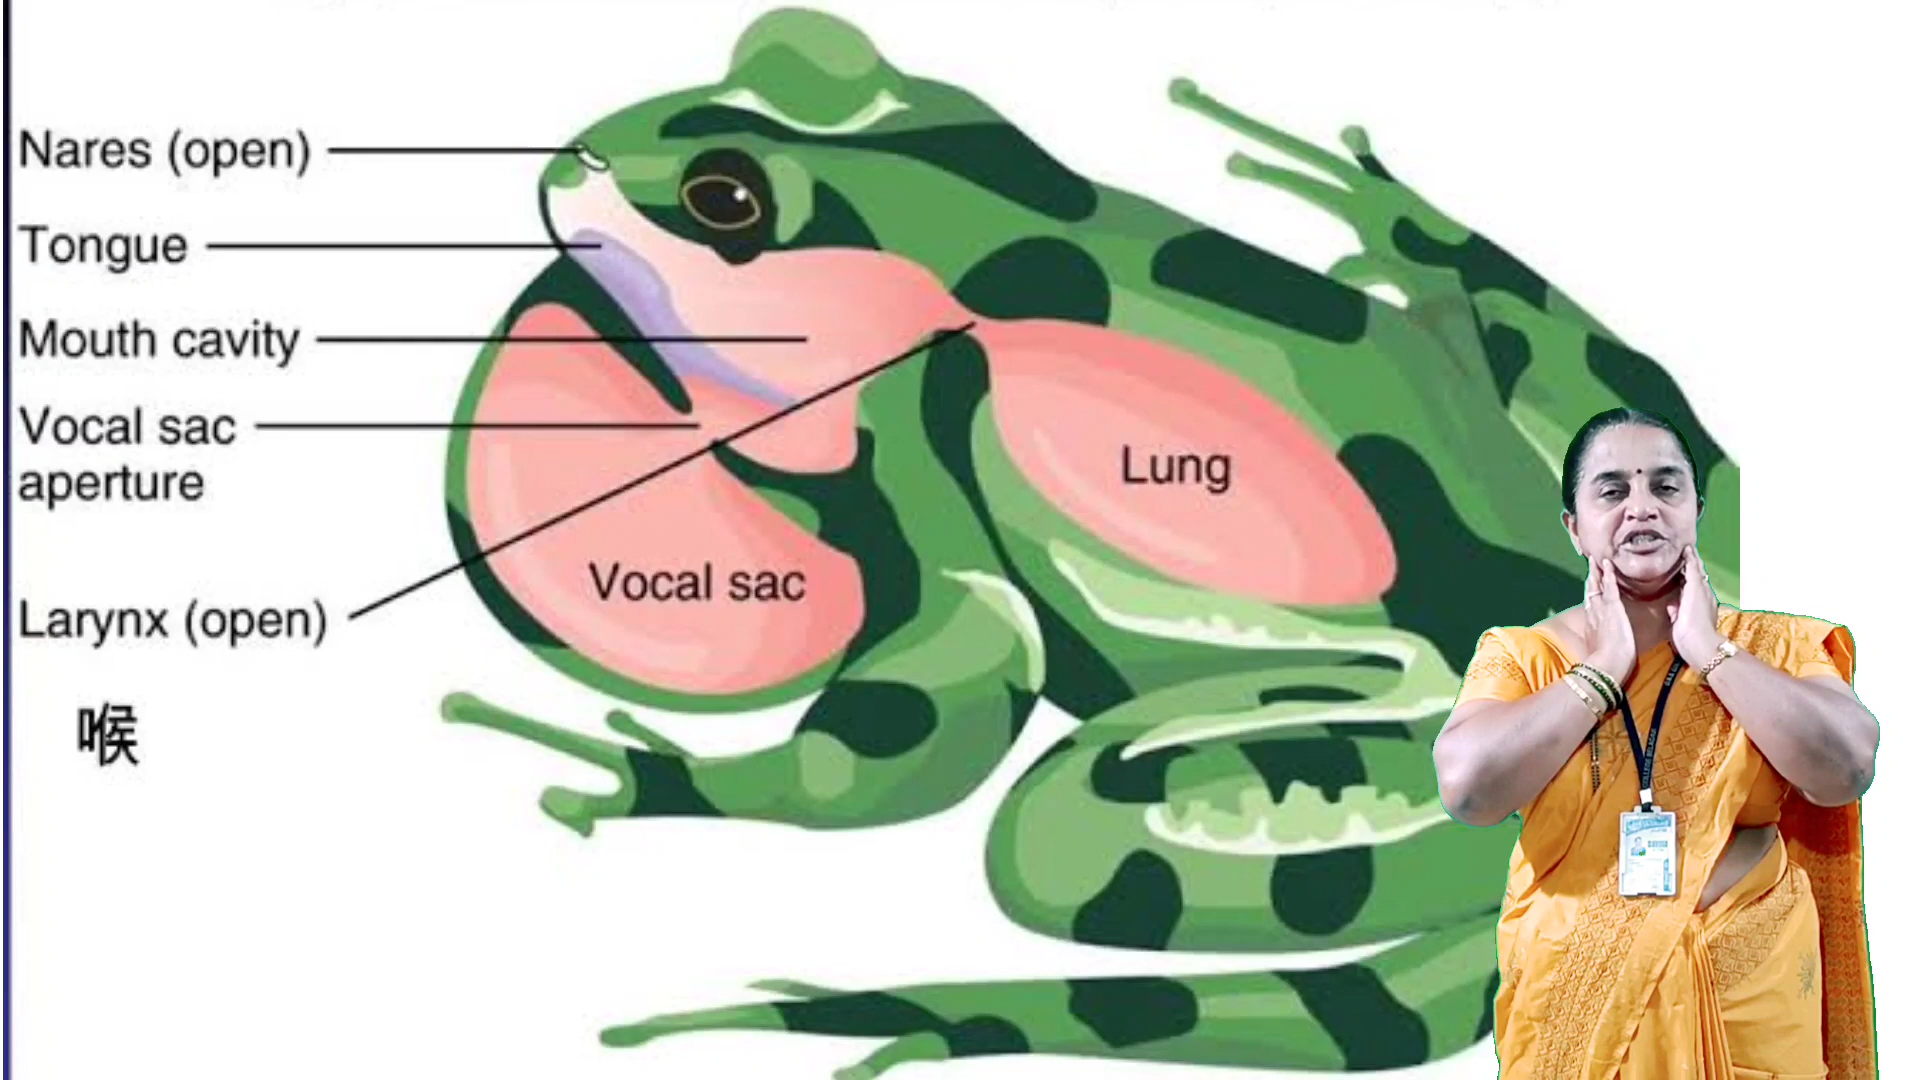 Nares (open)
Tongue
Mouth cavity
Vocal sac
aperture
Larynx (open)
喉
Lung
Vocal sac